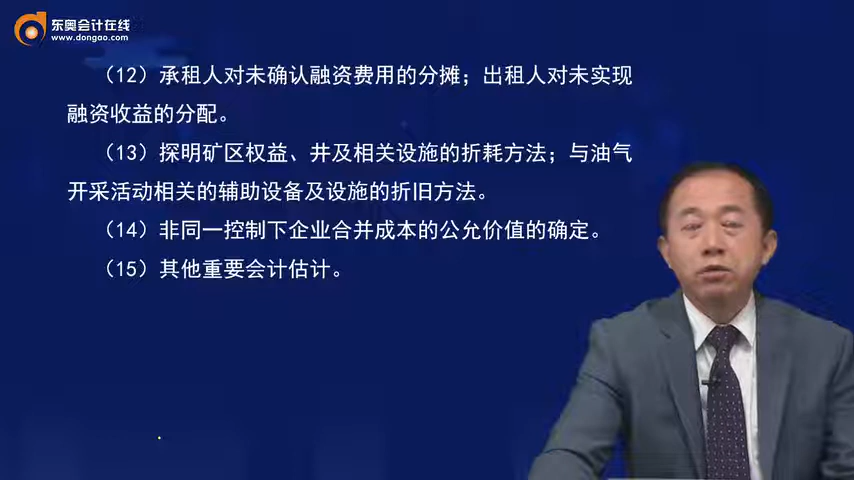 东奥会计在线
www.dongao.com
（12）承租人对未确认融资费用的分摊；出租人对未实现
融资收益的分配。
（13）探明矿区权益、井及相关设施的折耗方法；与油气
开采活动相关的辅助设备及设施的折旧方法。
（14）非同一控制下企业合并成本的公允价值的确定。
（15）其他重要会计估计。